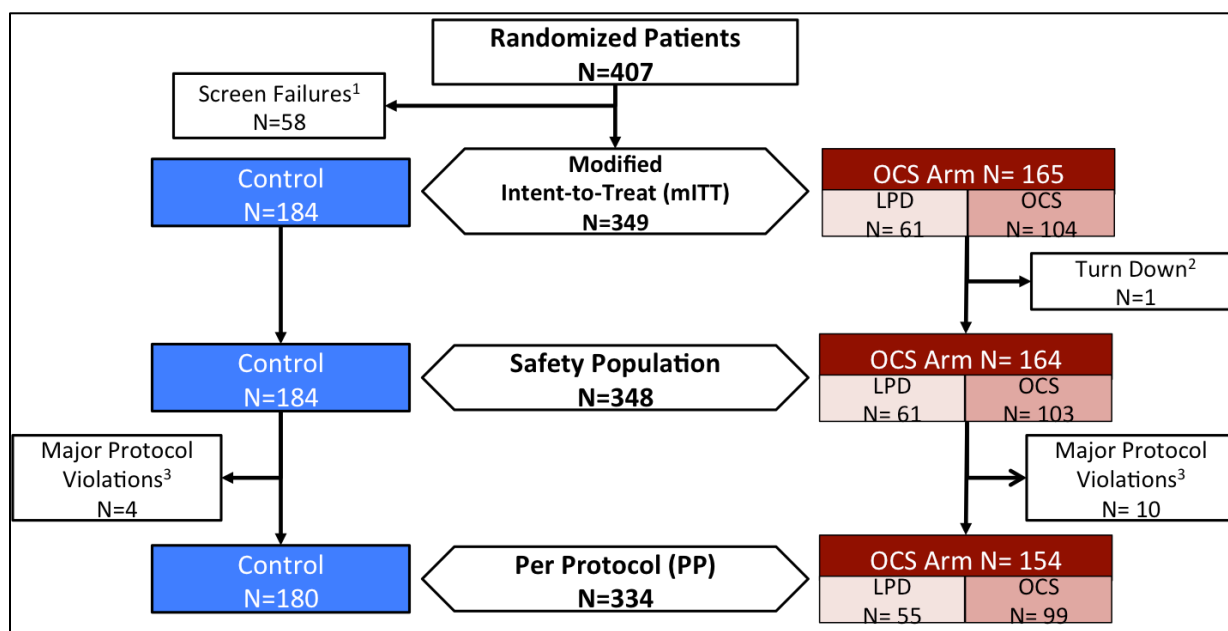 Randomized Patients
N=407
Screen Failures¹
N=58
Control
N=184
Modified
Intent-to-Treat (mITT)
N=349
OCS Arm N= 165
LPD
N= 61
OCS
N= 104
Turn Down²
N=1
Control
N=184
Safety Population
N=348
OCS Arm N= 164
LPD
N= 61
OCS
N= 103
Major Protocol
Violations³
N=4
Major Protocol
Violations³
N= 10
Control
N=180
Per Protocol (PP)
N=334
OCS Arm N= 154
LPD
N= 55
OCS
N= 99